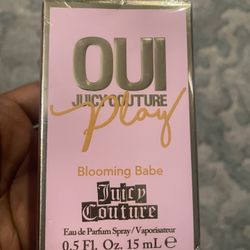 OUI
JUICY COUTURE
Play
Blooming Babe
Juicy
Couture
Eau de Parfum Spray / Vaporisateur
0.5 Fl. Oz. 15 mL ℮